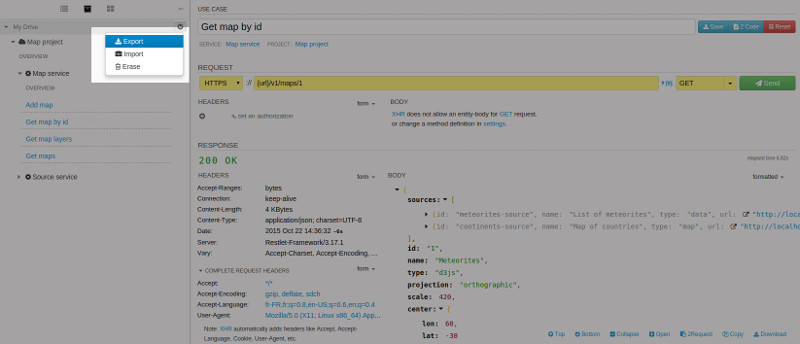 My Drive
Export
Import
Erase
Map project
OVERVIEW
Map service
OVERVIEW
Add map
Get map by id
Get map layers
Get maps
Source service
USE CASE
Get map by id
Save
2 Code
Reset
SERVICE Map service PROJECT Map project
REQUEST
HTTPS :// {url}/v1/maps/1 GET Send
HEADERS form
set an authorization
BODY
XHR does not allow an entity-body for GET request.
or change a method definition in settings.
RESPONSE
200 OK
HEADERS form
Accept-Ranges: bytes
Connection: keep-alive
Content-Length: 4 KBytes
Content-Type: application/json; charset=UTF-8
Date: 2015 Oct 22 14:36:32
Server: Restlet-Framework/3.17.1
Vary: Accept-Charset, Accept-Encoding, ...
COMPLETE REQUEST HEADERS form
Accept: */*
Accept-Encoding: gzip, deflate, sdch
Accept-Language: fr-FR,fr;q=0.8,en-US;q=0.6,en;q=0.4
User-Agent: Mozilla/5.0 (X11; Linux x86_64) App...
Note: XHR automatically adds headers like Accept, Accept-
Language, Cookie, User-Agent, etc.
BODY formatted
{
sources: [
{id: "meteorites-source", name: "List of meteorites", type: "data", url: "http://loca
{id: "continents-source", name: "Map of countries", type: "map", url: "http://localho
],
id: "1",
name: "Meteorites",
type: "d3js",
projection: "orthographic",
scale: 420,
center: [
lon: 60,
lat: -30
Top Bottom Collapse Open 2Request Copy Download